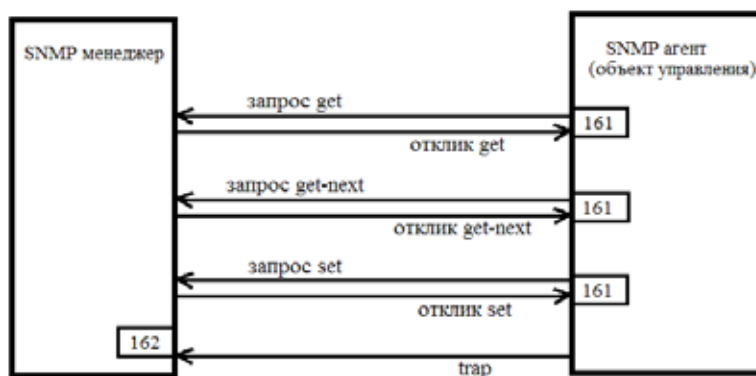 SNMP менеджер
SNMP агент
(объект управления)
запрос get
161
отклик get
запрос get-next
161
отклик get-next
запрос set
161
отклик set
162
trap